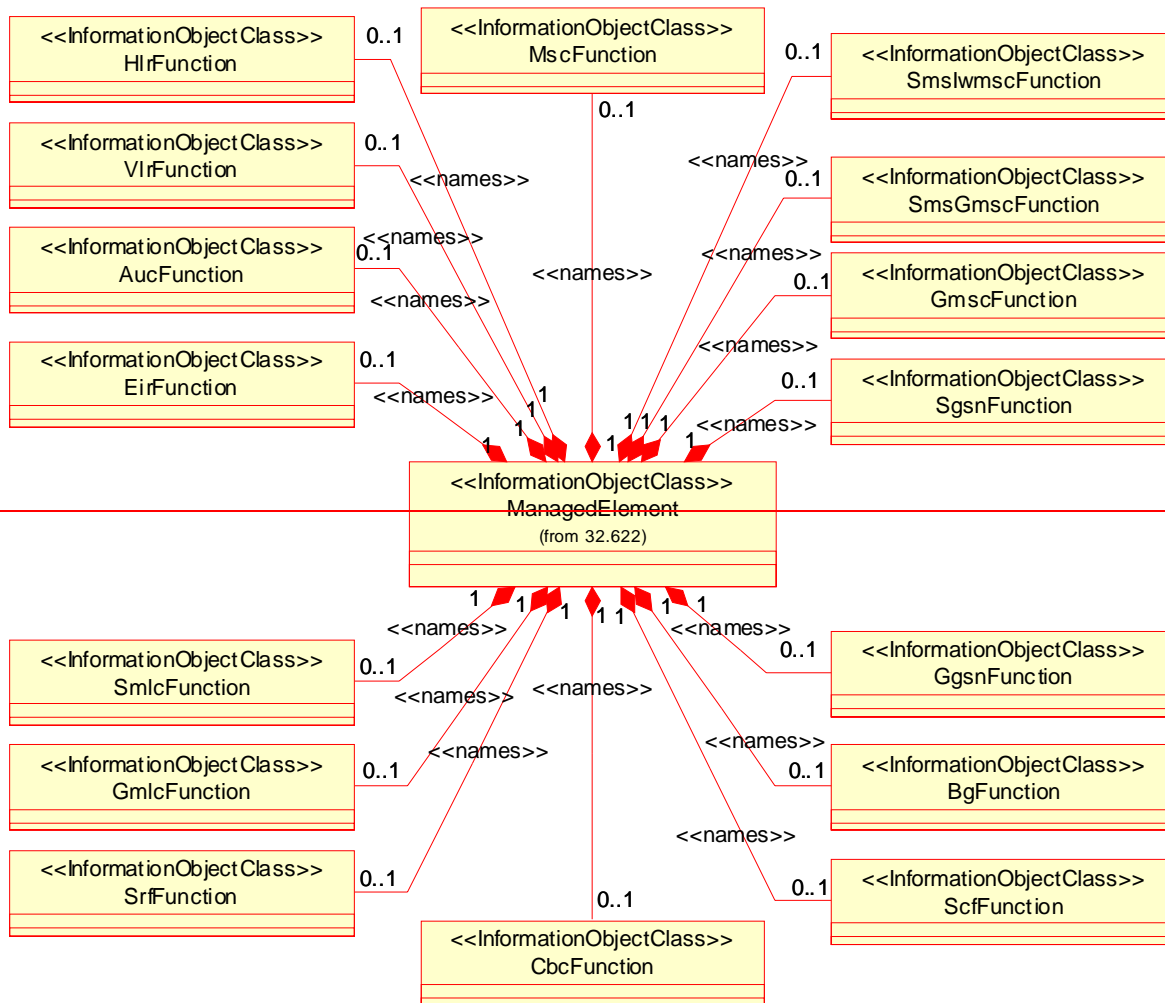 <<InformationObjectClass>>
HlrFunction
0..1
<<InformationObjectClass>>
MscFunction
0..1
0..1
<<InformationObjectClass>>
SmsIwmscFunction
<<InformationObjectClass>>
VlrFunction
0..1
<<names>>
<<names>>
0..1
<<InformationObjectClass>>
SmsGmscFunction
<<InformationObjectClass>>
AucFunction
0..1
<<names>>
<<names>>
<<names>>
0..1
<<InformationObjectClass>>
GmscFunction
<<names>>
<<InformationObjectClass>>
EirFunction
0..1
<<names>>
<<names>>
0..1
<<InformationObjectClass>>
SgsnFunction
<<names>>
1
1
1
1
1
1
1
1
1
<<InformationObjectClass>>
ManagedElement
(from 32.622)
1
1
1
1
1
1
1
<<names>>
<<names>>
<<InformationObjectClass>>
SmlcFunction
0..1
<<names>>
<<names>>
0..1
<<InformationObjectClass>>
GgsnFunction
<<InformationObjectClass>>
GmlcFunction
0..1
<<names>>
<<names>>
0..1
<<InformationObjectClass>>
BgFunction
<<InformationObjectClass>>
SrfFunction
0..1
<<names>>
0..1
<<InformationObjectClass>>
ScfFunction
0..1
<<InformationObjectClass>>
CbcFunction